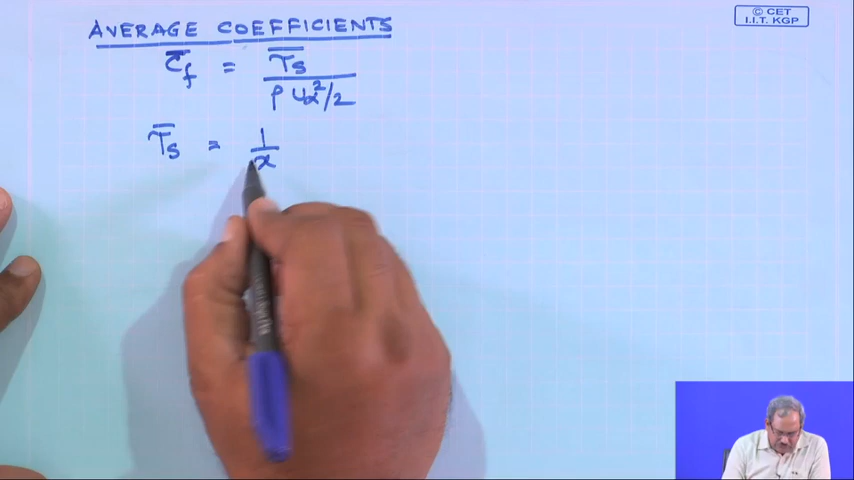 © CET
I.I.T. KGP
AVERAGE COEFFICIENTS
C̅f = τ̅s / ρ u∞²/2
τ̅s = 1/x